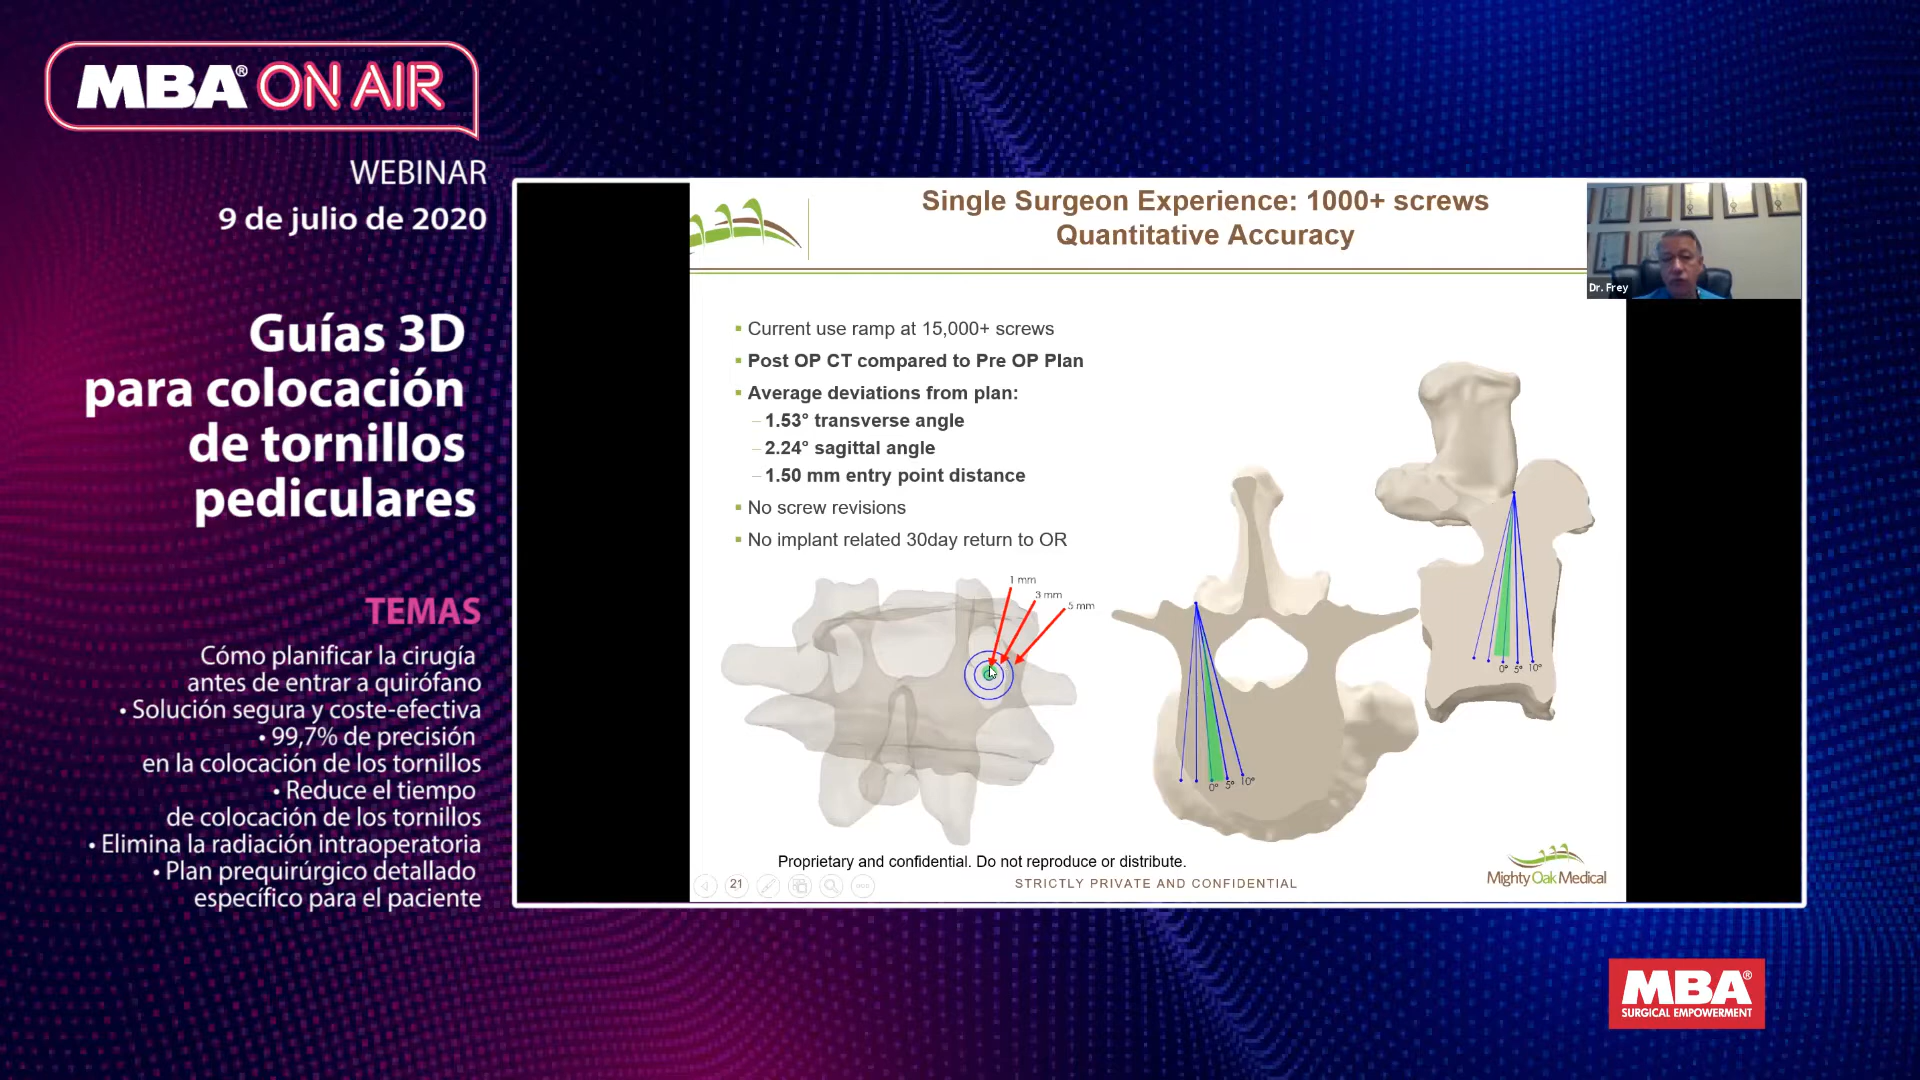 MBA® ON AIR
WEBINAR
9 de julio de 2020
Guías 3D
para colocación
de tornillos
pediculares
TEMAS
Cómo planificar la cirugía
antes de entrar a quirófano
• Solución segura y coste-efectiva
• 99,7% de precisión
en la colocación de los tornillos
• Reduce el tiempo
de colocación de los tornillos
• Elimina la radiación intraoperatoria
• Plan prequirúrgico detallado
específico para el paciente
Single Surgeon Experience: 1000+ screws
Quantitative Accuracy
Dr. Frey
▪ Current use ramp at 15,000+ screws
▪ Post OP CT compared to Pre OP Plan
▪ Average deviations from plan:
– 1.53° transverse angle
– 2.24° sagittal angle
– 1.50 mm entry point distance
▪ No screw revisions
▪ No implant related 30day return to OR
1 mm
3 mm
5 mm
0° 5° 10°
0° 5° 10°
Proprietary and confidential. Do not reproduce or distribute.
21
STRICTLY PRIVATE AND CONFIDENTIAL
Mighty Oak Medical
MBA®
SURGICAL EMPOWERMENT